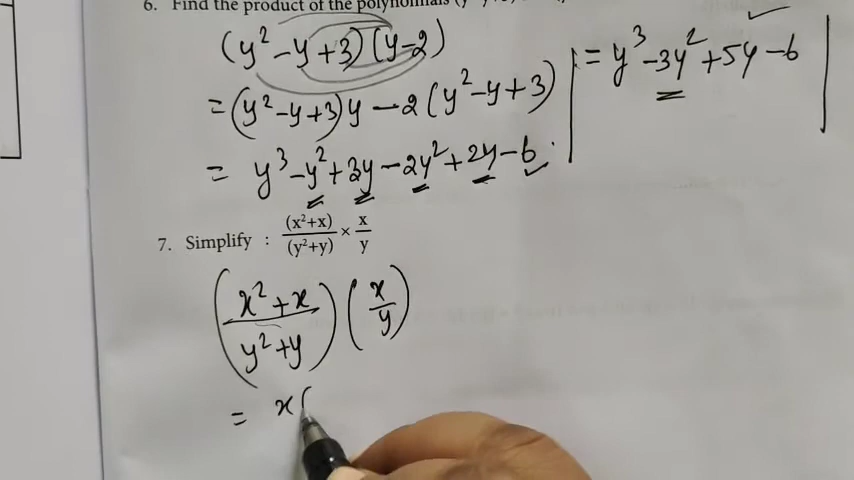 6. Find the product of the polynomials
(y² - y + 3)(y - 2)
= (y² - y + 3)y - 2(y² - y + 3)
= y³ - y² + 3y - 2y² + 2y - 6
= y³ - 3y² + 5y - 6
7. Simplify : (x²+x)/(y²+y) × x/y
((x² + x)/(y² + y))(x/y)
= x(